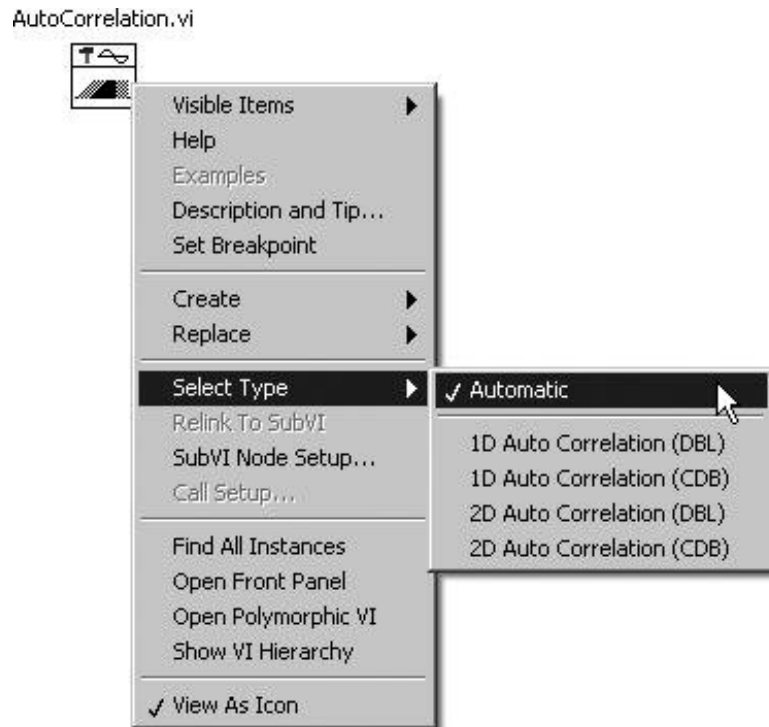 AutoCorrelation.vi
Visible Items
Help
Examples
Description and Tip...
Set Breakpoint
Create
Replace
Select Type
Relink To SubVI
SubVI Node Setup...
Call Setup...
Find All Instances
Open Front Panel
Open Polymorphic VI
Show VI Hierarchy
View As Icon
Automatic
1D Auto Correlation (DBL)
1D Auto Correlation (CDB)
2D Auto Correlation (DBL)
2D Auto Correlation (CDB)